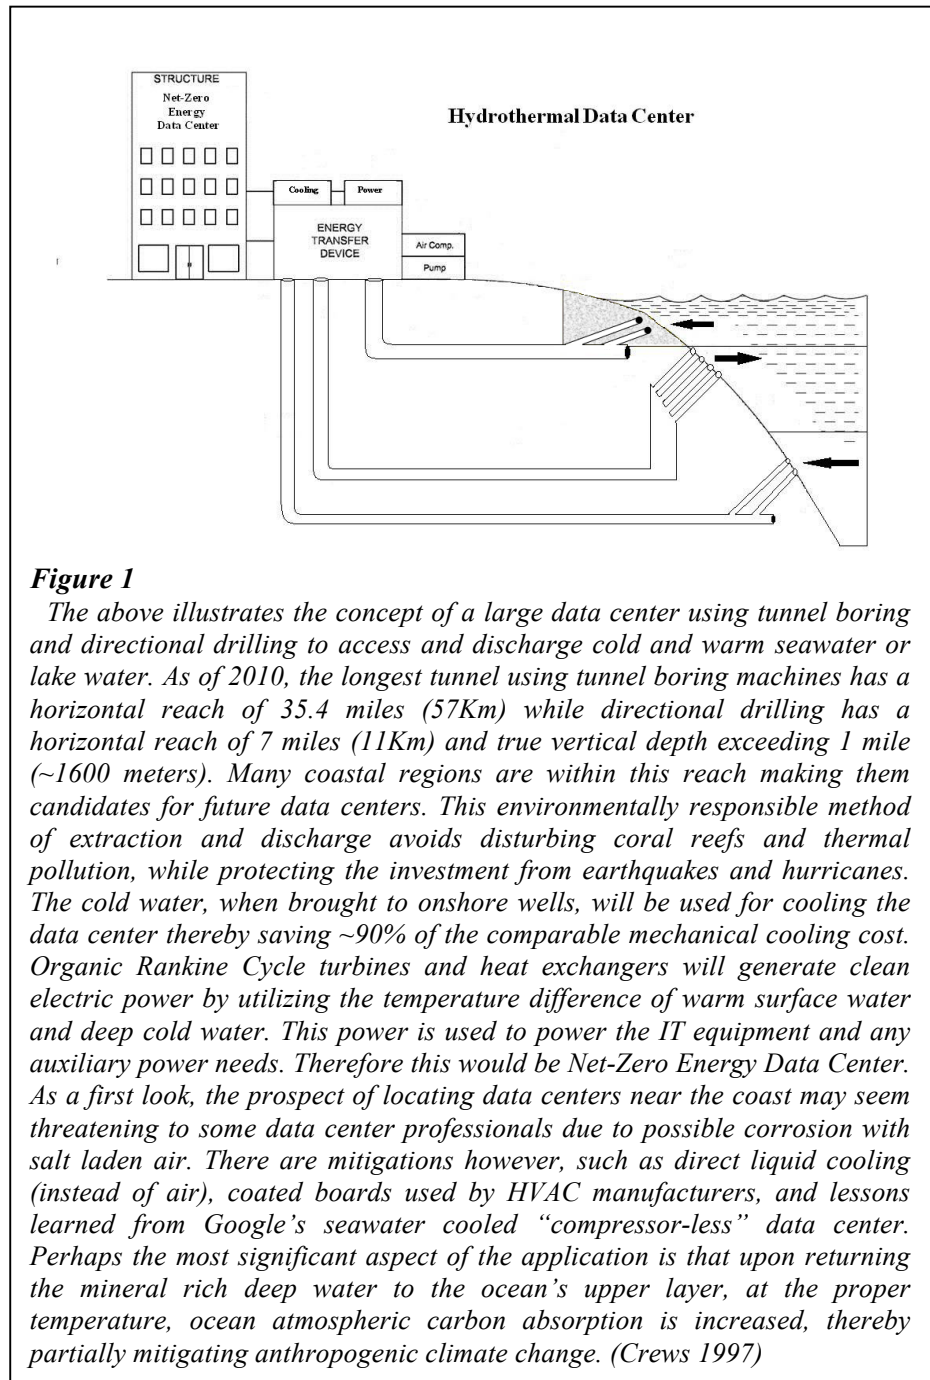 STRUCTURE
Net-Zero
Energy
Data Center
Hydrothermal Data Center
Cooling
Power
ENERGY
TRANSFER
DEVICE
Air Comp.
Pump
Figure 1
The above illustrates the concept of a large data center using tunnel boring
and directional drilling to access and discharge cold and warm seawater or
lake water. As of 2010, the longest tunnel using tunnel boring machines has a
horizontal reach of 35.4 miles (57Km) while directional drilling has a
horizontal reach of 7 miles (11Km) and true vertical depth exceeding 1 mile
(~1600 meters). Many coastal regions are within this reach making them
candidates for future data centers. This environmentally responsible method
of extraction and discharge avoids disturbing coral reefs and thermal
pollution, while protecting the investment from earthquakes and hurricanes.
The cold water, when brought to onshore wells, will be used for cooling the
data center thereby saving ~90% of the comparable mechanical cooling cost.
Organic Rankine Cycle turbines and heat exchangers will generate clean
electric power by utilizing the temperature difference of warm surface water
and deep cold water. This power is used to power the IT equipment and any
auxiliary power needs. Therefore this would be Net-Zero Energy Data Center.
As a first look, the prospect of locating data centers near the coast may seem
threatening to some data center professionals due to possible corrosion with
salt laden air. There are mitigations however, such as direct liquid cooling
(instead of air), coated boards used by HVAC manufacturers, and lessons
learned from Google's seawater cooled “compressor-less” data center.
Perhaps the most significant aspect of the application is that upon returning
the mineral rich deep water to the ocean's upper layer, at the proper
temperature, ocean atmospheric carbon absorption is increased, thereby
partially mitigating anthropogenic climate change. (Crews 1997)